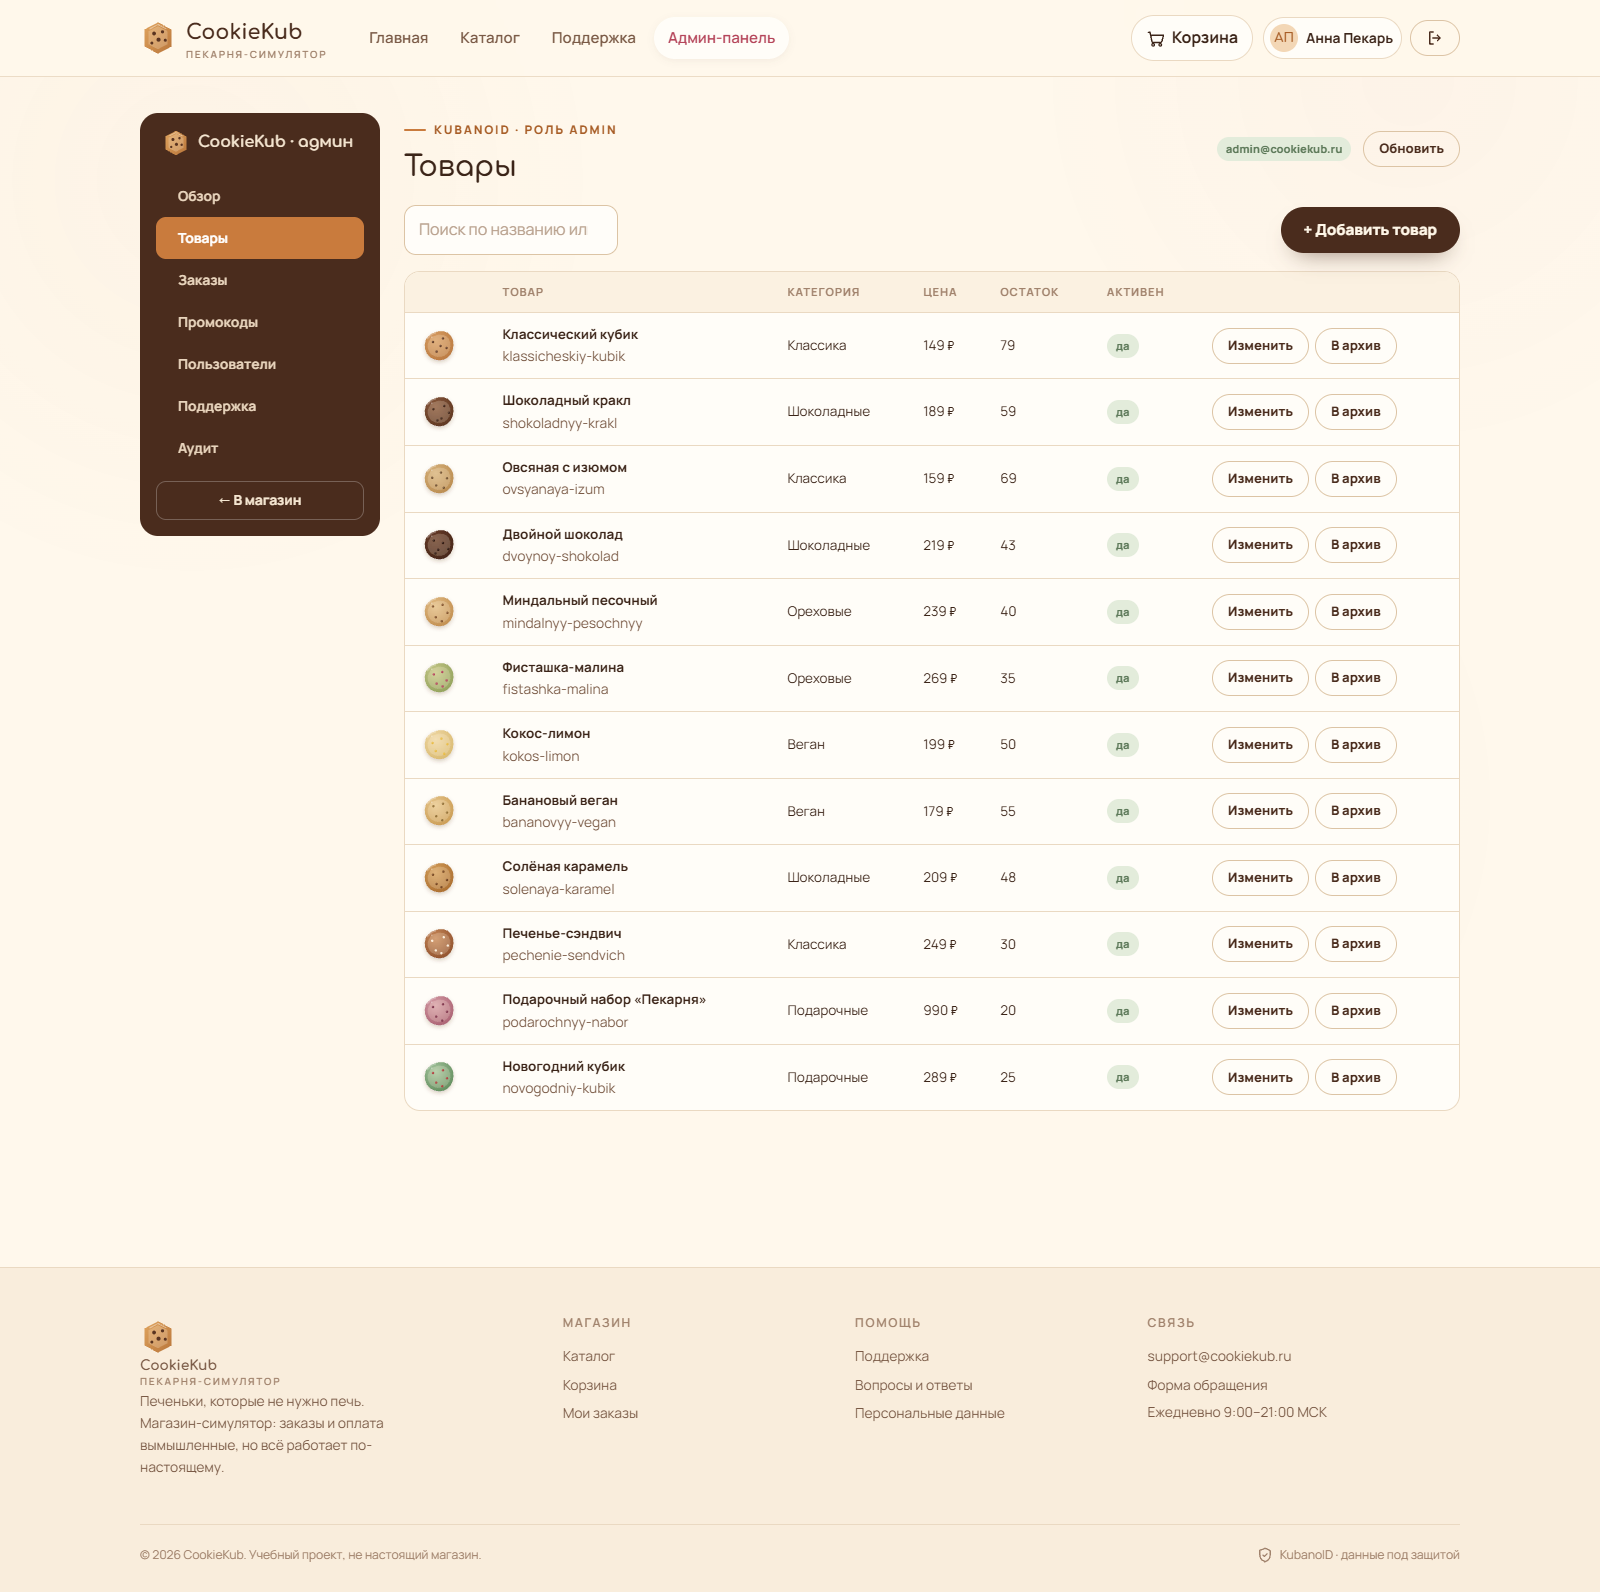 CookieKub
ПЕКАРНЯ-СИМУЛЯТОР
Главная
Каталог
Поддержка
Админ-панель
Корзина
АП
Анна Пекарь
CookieKub · админ
Обзор
Товары
Заказы
Промокоды
Пользователи
Поддержка
Аудит
← В магазин
KUBANOID · РОЛЬ ADMIN
Товары
admin@cookiekub.ru
Обновить
Поиск по названию ил
+ Добавить товар
ТОВАР КАТЕГОРИЯ ЦЕНА ОСТАТОК АКТИВЕН
Классический кубик
klassicheskiy-kubik
Классика 149 ₽ 79 да Изменить В архив
Шоколадный кракл
shokoladnyy-krakl
Шоколадные 189 ₽ 59 да Изменить В архив
Овсяная с изюмом
ovsyanaya-izum
Классика 159 ₽ 69 да Изменить В архив
Двойной шоколад
dvoynoy-shokolad
Шоколадные 219 ₽ 43 да Изменить В архив
Миндальный песочный
mindalnyy-pesochnyy
Ореховые 239 ₽ 40 да Изменить В архив
Фисташка-малина
fistashka-malina
Ореховые 269 ₽ 35 да Изменить В архив
Кокос-лимон
kokos-limon
Веган 199 ₽ 50 да Изменить В архив
Банановый веган
bananovyy-vegan
Веган 179 ₽ 55 да Изменить В архив
Солёная карамель
solenaya-karamel
Шоколадные 209 ₽ 48 да Изменить В архив
Печенье-сэндвич
pechenie-sendvich
Классика 249 ₽ 30 да Изменить В архив
Подарочный набор «Пекарня»
podarochnyy-nabor
Подарочные 990 ₽ 20 да Изменить В архив
Новогодний кубик
novogodniy-kubik
Подарочные 289 ₽ 25 да Изменить В архив
CookieKub
ПЕКАРНЯ-СИМУЛЯТОР
Печеньки, которые не нужно печь.
Магазин-симулятор: заказы и оплата
вымышленные, но всё работает по-
настоящему.
МАГАЗИН
Каталог
Корзина
Мои заказы
ПОМОЩЬ
Поддержка
Вопросы и ответы
Персональные данные
СВЯЗЬ
support@cookiekub.ru
Форма обращения
Ежедневно 9:00–21:00 МСК
© 2026 CookieKub. Учебный проект, не настоящий магазин.
KubanoID · данные под защитой